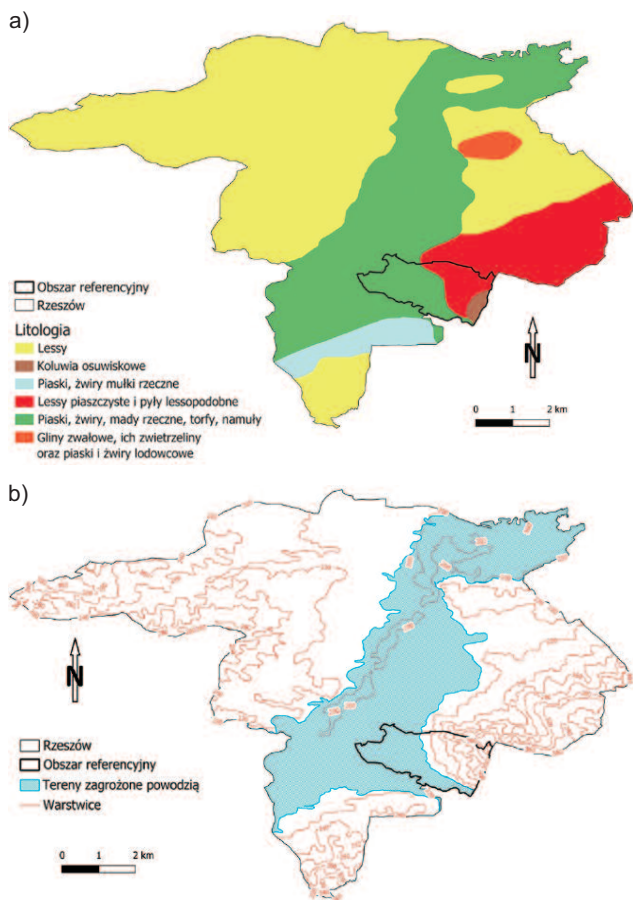 a)
Obszar referencyjny
Rzeszów
Litologia
Lessy
Koluwia osuwiskowe
Piaski, żwiry mułki rzeczne
Lessy piaszczyste i pyły lessopodobne
Piaski, żwiry, mady rzeczne, torfy, namuły
Gliny zwałowe, ich zwietrzeliny
oraz piaski i żwiry lodowcowe
N
0 1 2 km
b)
N
Rzeszów
Obszar referencyjny
Tereny zagrożone powodzią
Warstwice
0 1 2 km